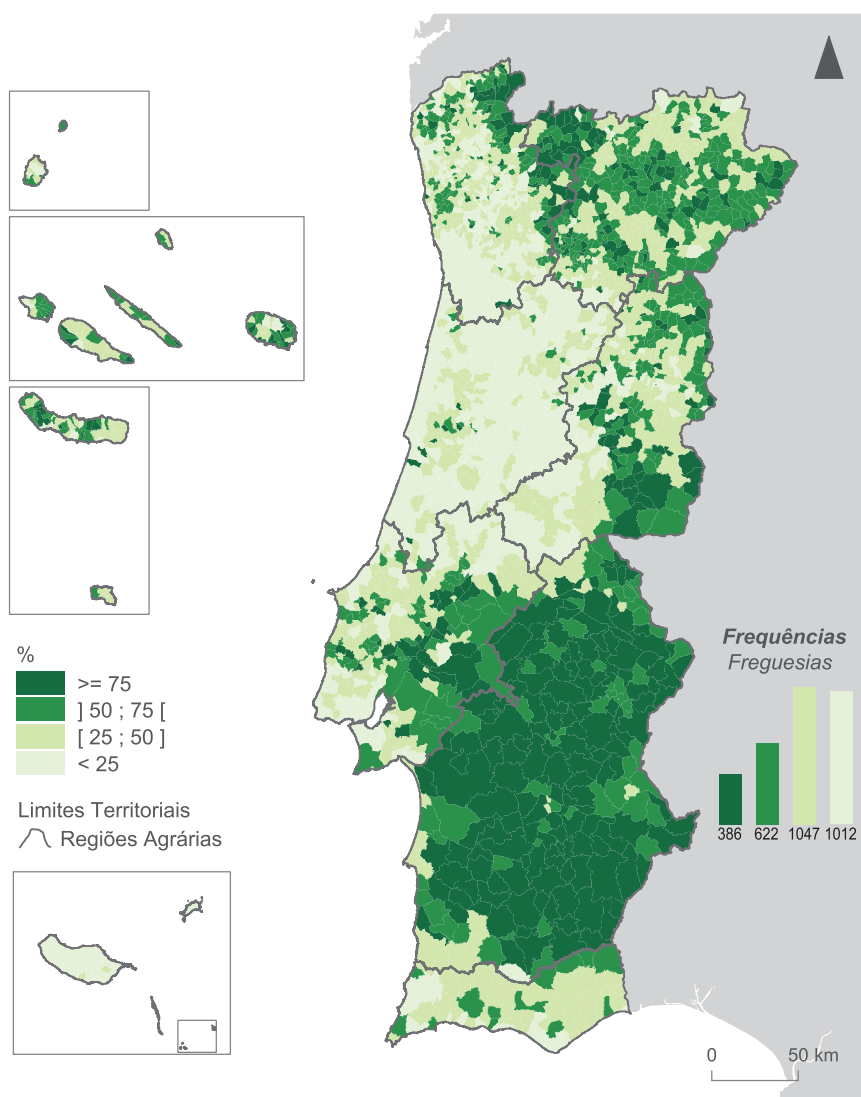 %
>= 75
] 50 ; 75 [
[ 25 ; 50 ]
< 25
Limites Territoriais
Regiões Agrárias
Frequências
Freguesias
386 622 1047 1012
0 50 km